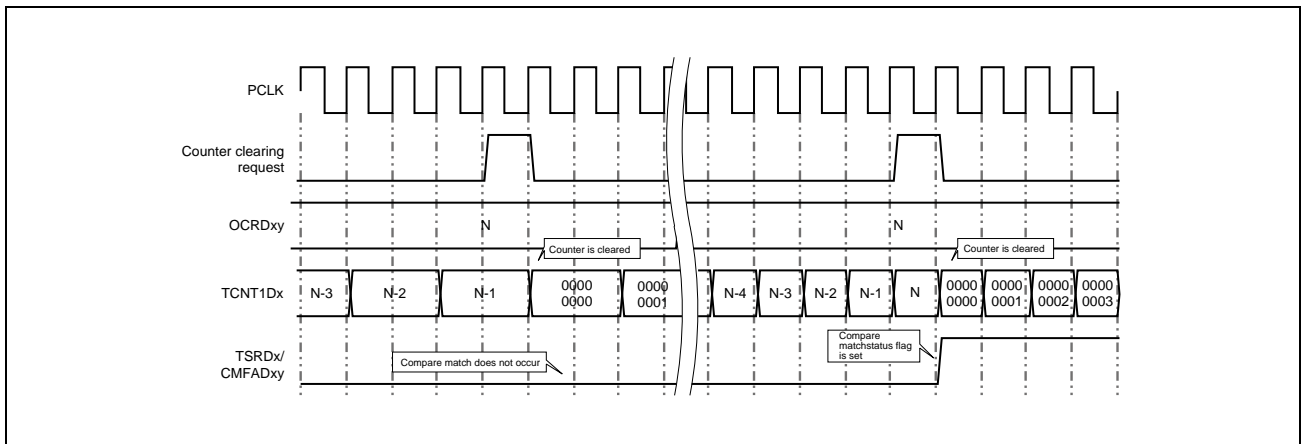 PCLK
Counter clearing
request
OCRDxy
N
N
Counter is cleared
Counter is cleared
TCNT1Dx
N-3
N-2
N-1
0000
0000
0000
0001
N-4
N-3
N-2
N-1
N
0000
0000
0000
0001
0000
0002
0000
0003
TSRDx/
CMFADxy
Compare match does not occur
Compare
matchstatus flag
is set